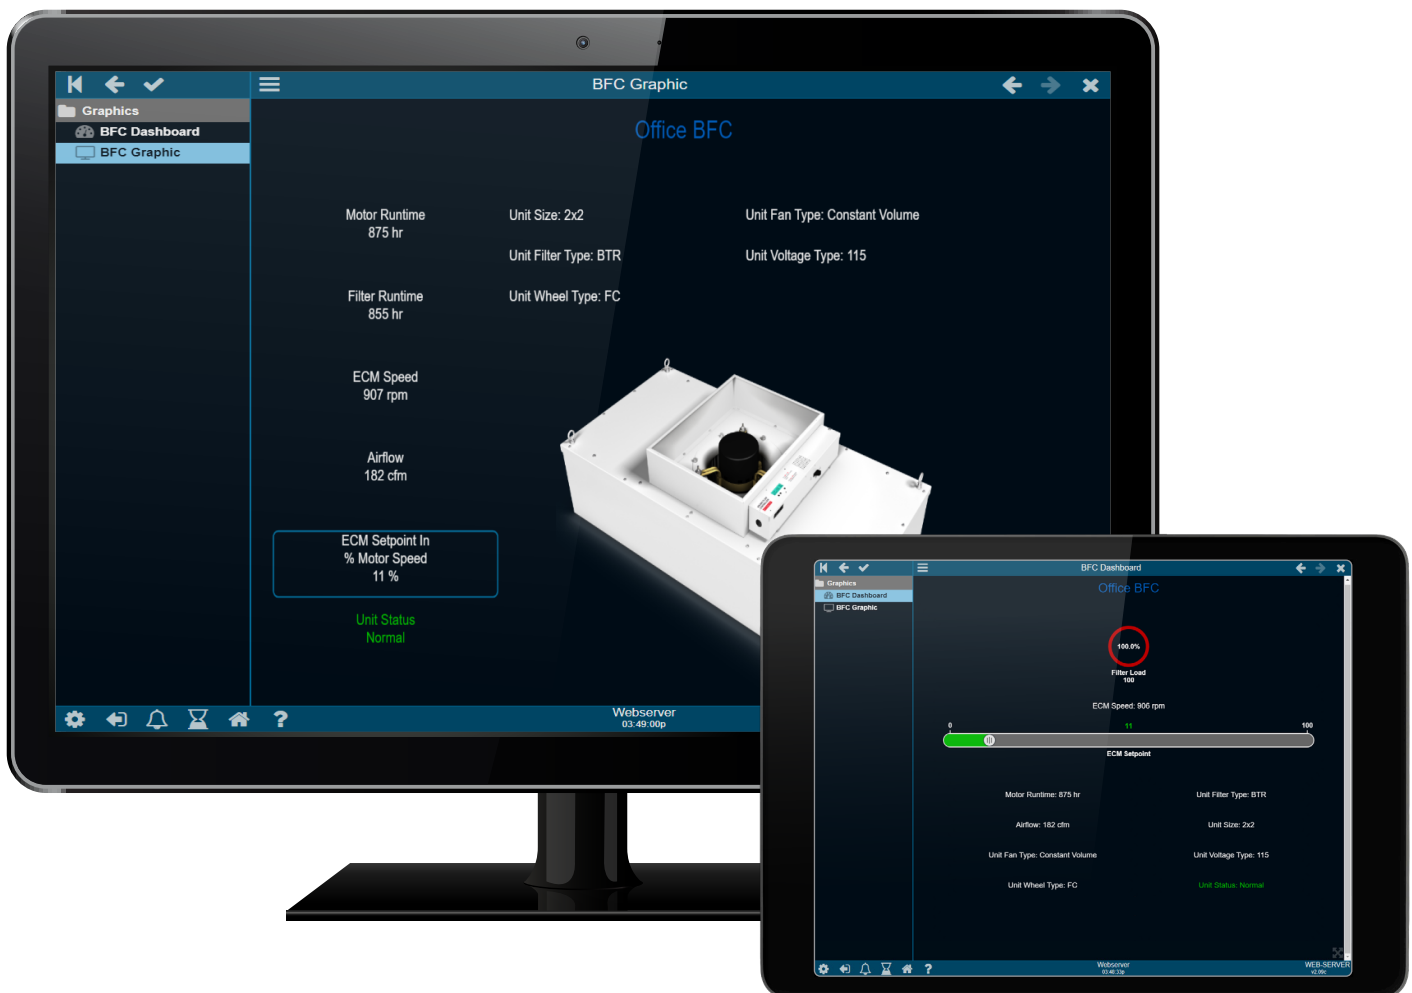 BFC Graphic
Graphics
BFC Dashboard
BFC Graphic
Office BFC
Motor Runtime
875 hr
Unit Size: 2x2
Unit Fan Type: Constant Volume
Unit Filter Type: BTR
Unit Voltage Type: 115
Filter Runtime
855 hr
Unit Wheel Type: FC
ECM Speed
907 rpm
Airflow
182 cfm
ECM Setpoint In
% Motor Speed
11 %
Unit Status
Normal
Webserver
03:49:00p
BFC Dashboard
Graphics
BFC Dashboard
BFC Graphic
Office BFC
100.0%
Filter Load
100
ECM Speed: 906 rpm
0
11
100
ECM Setpoint
Motor Runtime: 875 hr
Unit Filter Type: BTR
Airflow: 182 cfm
Unit Size: 2x2
Unit Fan Type: Constant Volume
Unit Voltage Type: 115
Unit Wheel Type: FC
Unit Status: Normal
Webserver
03:48:33p
WEB-SERVER
v2.09c